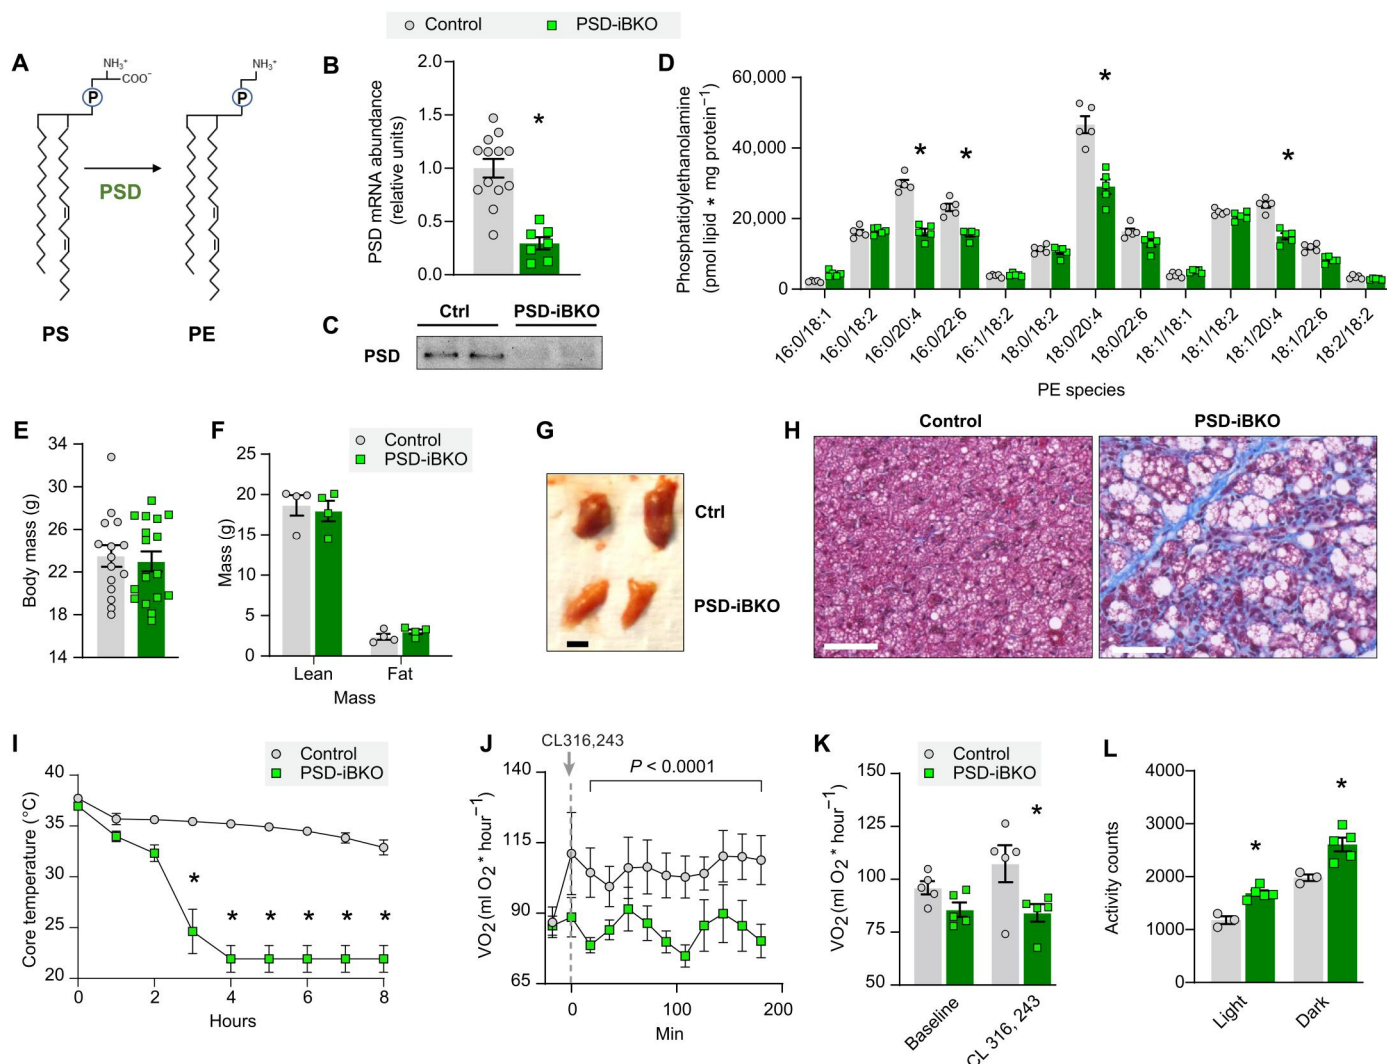 Control
PSD-iBKO
A
NH₃⁺
COO⁻
P
PS
PSD
NH₃⁺
P
PE
B
PSD mRNA abundance
(relative units)
2.0
1.5
1.0
0.5
0.0
*
C
Ctrl
PSD-iBKO
PSD
D
Phosphatidylethanolamine
(pmol lipid * mg protein⁻¹)
60,000
40,000
20,000
0
*
*
*
*
16:0/18:1
16:0/18:2
16:0/20:4
16:0/22:6
16:1/18:2
18:0/18:2
18:0/20:4
18:0/22:6
18:1/18:1
18:1/18:2
18:1/20:4
18:1/22:6
18:2/18:2
PE species
E
Body mass (g)
34
30
26
22
18
14
F
Control
PSD-iBKO
Mass (g)
25
20
15
10
5
0
Lean
Fat
Mass
G
Ctrl
PSD-iBKO
H
Control
PSD-iBKO
I
Control
PSD-iBKO
Core temperature (°C)
40
35
30
25
20
* * * * * *
0 2 4 6 8
Hours
J
CL316,243
P < 0.0001
VO₂ (ml O₂ * hour⁻¹)
140
115
90
65
0 100 200
Min
K
Control
PSD-iBKO
VO₂ (ml O₂ * hour⁻¹)
150
125
100
75
50
*
Baseline
CL 316, 243
L
Activity counts
4000
3000
2000
1000
0
*
*
Light
Dark